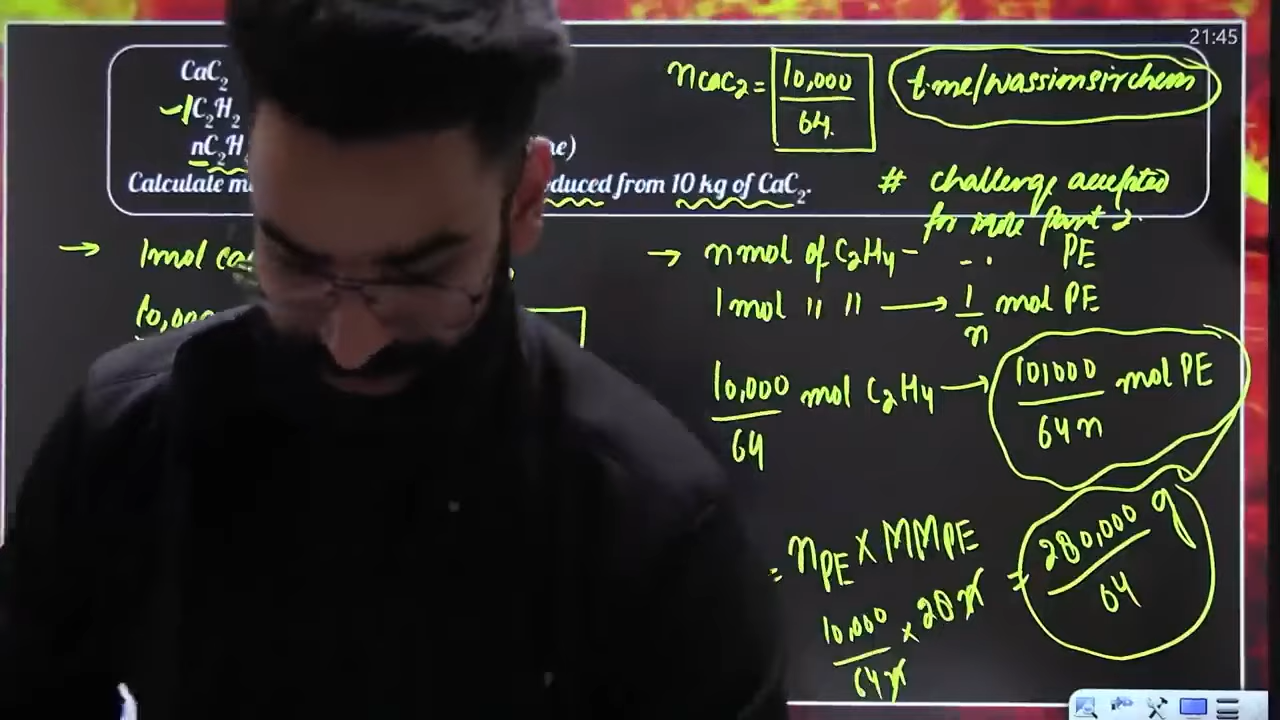 21:45
CaC₂
C₂H₂
nC₂H
ne)
Calculate m
oduced from 10 kg of CaC₂.
nCaC₂ = 10,000/64.
t.me/wassimsirchem
# challenge accepted
for mole part 2.
→ 1mol ca
10,000
→ n mol of C₂H₄ - -. PE
1 mol 〃 〃 → 1/n mol PE
10,000/64 mol C₂H₄ → 10,000/64n mol PE
= nPE × MMPE
10,000/64n × 28n = 280,000/64 g